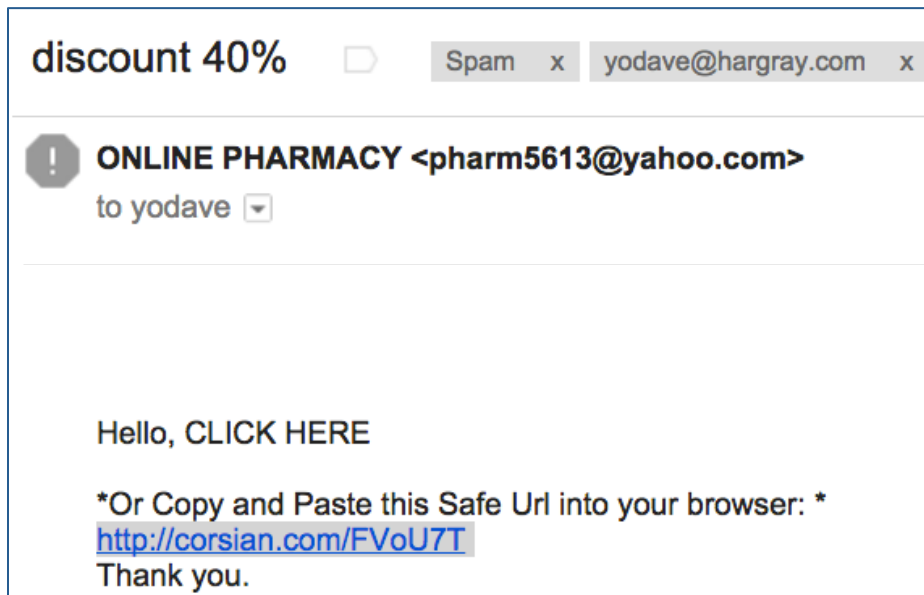 discount 40% Spam x yodave@hargray.com x
!
ONLINE PHARMACY <pharm5613@yahoo.com>
to yodave
Hello, CLICK HERE
*Or Copy and Paste this Safe Url into your browser: *
http://corsian.com/FVoU7T
Thank you.